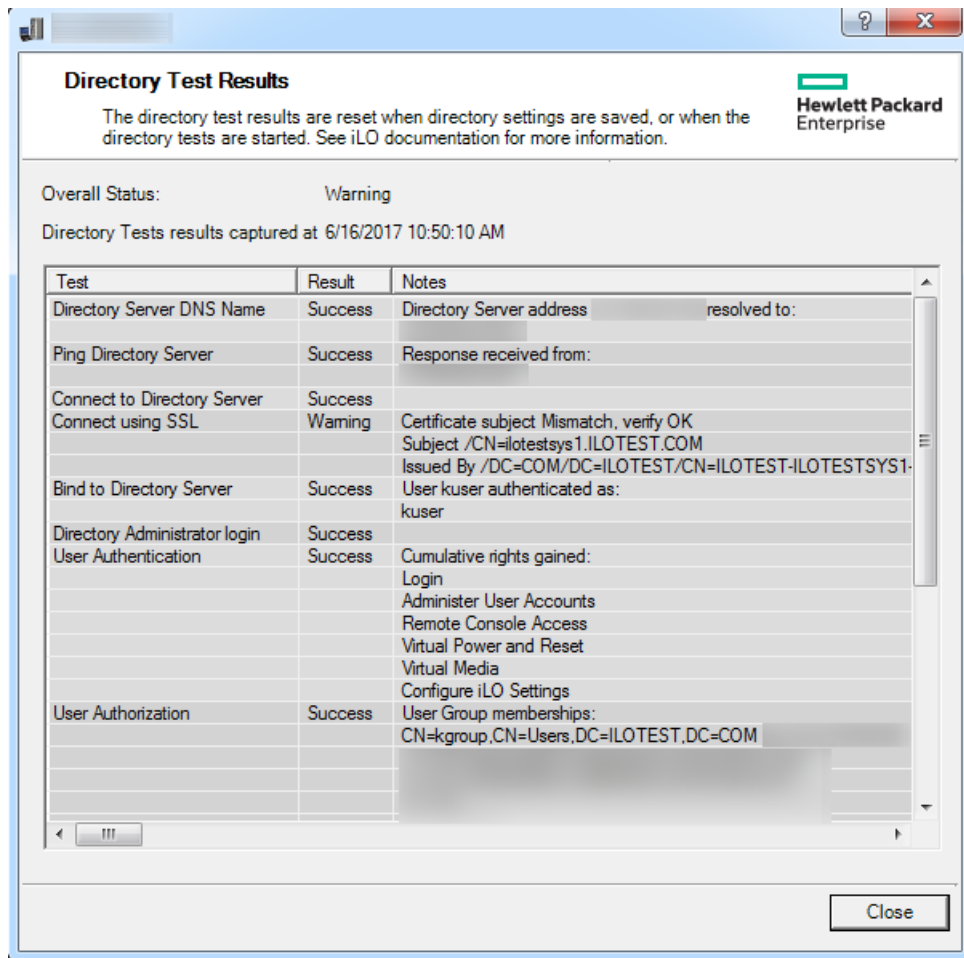 Directory Test Results
The directory test results are reset when directory settings are saved, or when the
directory tests are started. See iLO documentation for more information.
Hewlett Packard
Enterprise
Overall Status: Warning
Directory Tests results captured at 6/16/2017 10:50:10 AM
Test Result Notes
Directory Server DNS Name Success Directory Server address resolved to:
Ping Directory Server Success Response received from:
Connect to Directory Server Success
Connect using SSL Warning Certificate subject Mismatch, verify OK
Subject /CN=ilotestsys1.ILOTEST.COM
Issued By /DC=COM/DC=ILOTEST/CN=ILOTEST-ILOTESTSYS1-
Bind to Directory Server Success User kuser authenticated as:
kuser
Directory Administrator login Success
User Authentication Success Cumulative rights gained:
Login
Administer User Accounts
Remote Console Access
Virtual Power and Reset
Virtual Media
Configure iLO Settings
User Authorization Success User Group memberships:
CN=kgroup,CN=Users,DC=ILOTEST,DC=COM
Close